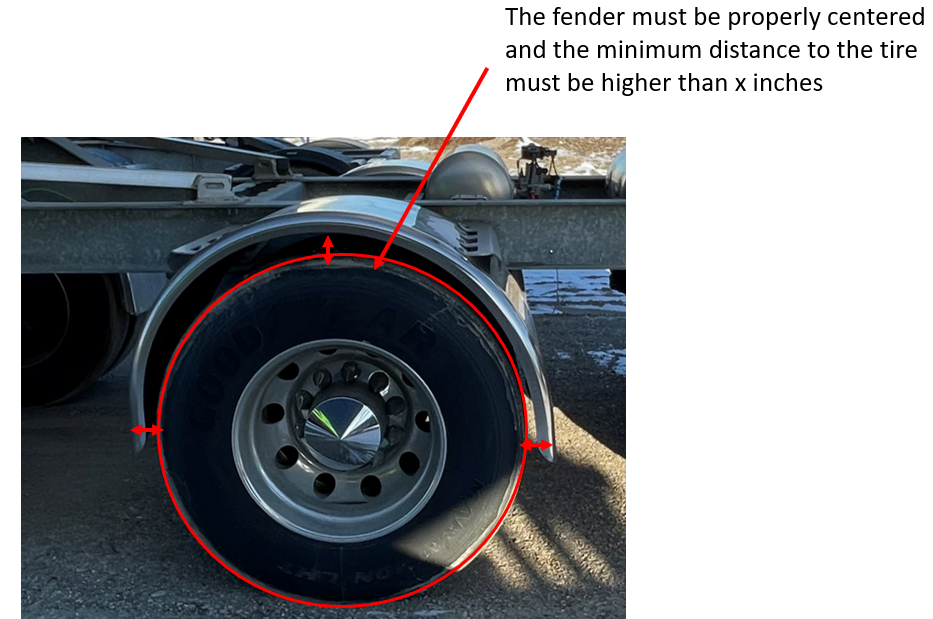 The fender must be properly centered
and the minimum distance to the tire
must be higher than x inches
GOODYEAR